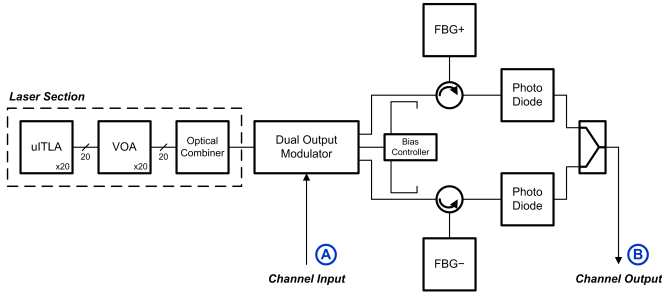 FBG+
Laser Section
uITLA
x20
20
VOA
x20
20
Optical
Combiner
Dual Output
Modulator
Bias
Controller
Photo
Diode
Photo
Diode
A
Channel Input
FBG−
B
Channel Output